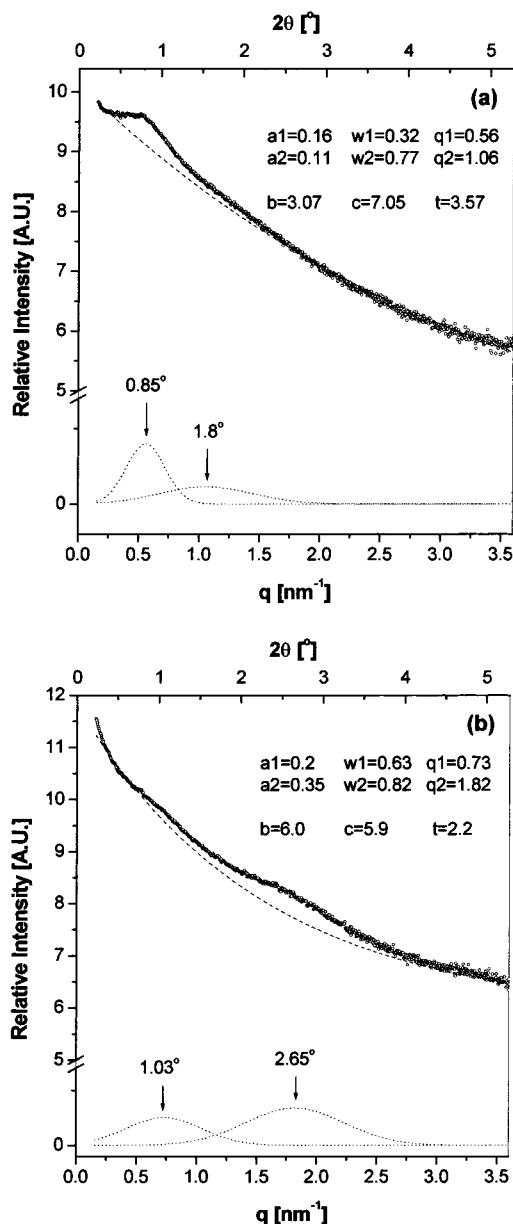 2θ [°]
0 1 2 3 4 5
(a)
10
9
8
7
6
5
0
Relative Intensity [A.U.]
a1=0.16 w1=0.32 q1=0.56
a2=0.11 w2=0.77 q2=1.06
b=3.07 c=7.05 t=3.57
0.85°
1.8°
0.0 0.5 1.0 1.5 2.0 2.5 3.0 3.5
q [nm⁻¹]
2θ [°]
0 1 2 3 4 5
(b)
12
11
10
9
8
7
6
5
0
Relative Intensity [A.U.]
a1=0.2 w1=0.63 q1=0.73
a2=0.35 w2=0.82 q2=1.82
b=6.0 c=5.9 t=2.2
1.03°
2.65°
0.0 0.5 1.0 1.5 2.0 2.5 3.0 3.5
q [nm⁻¹]